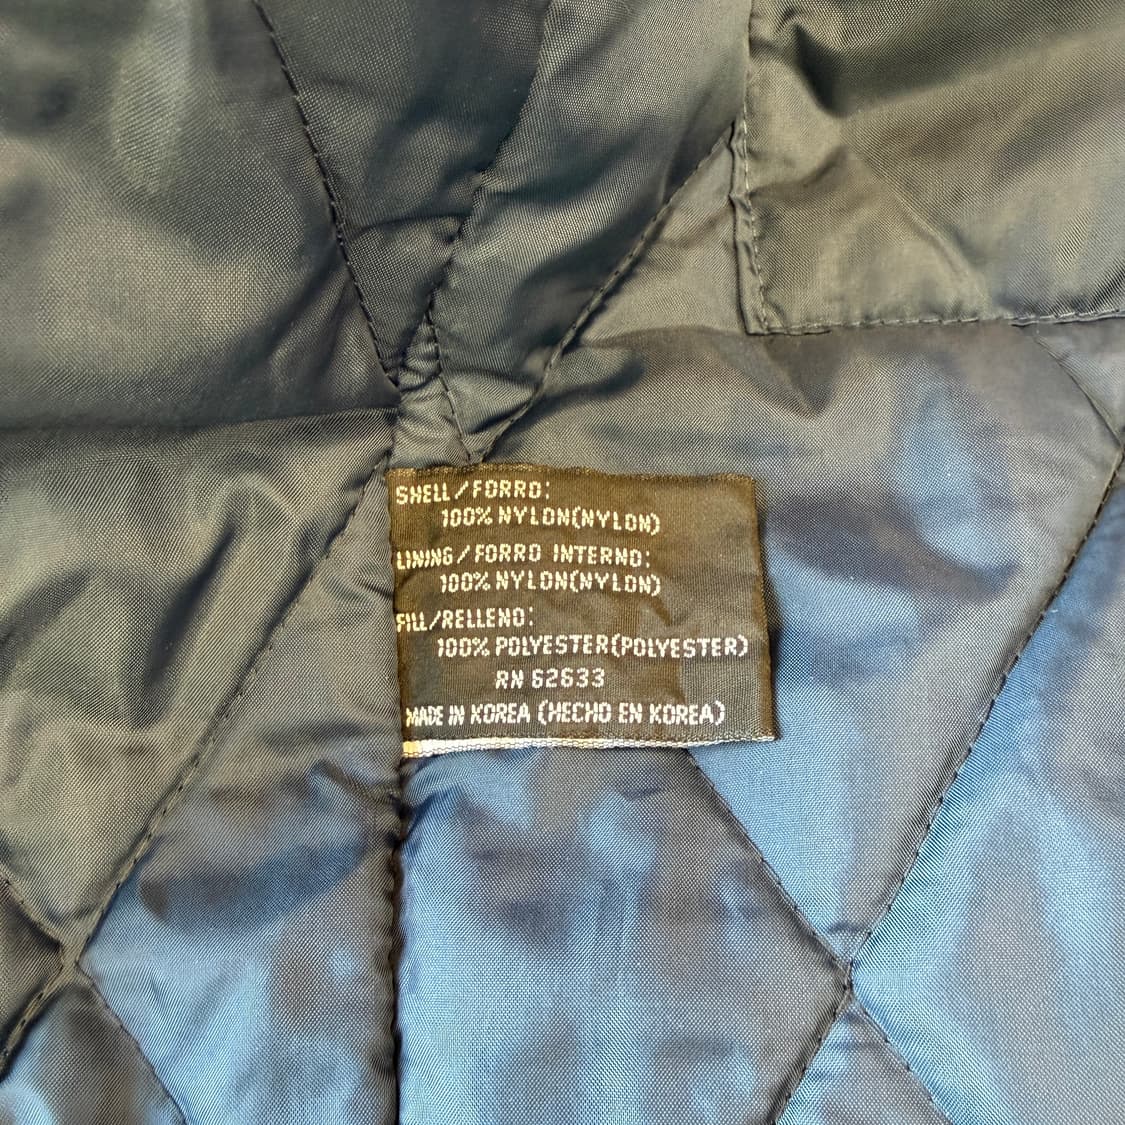 SHELL/FORRO:
100% NYLON(NYLON)
LINING/FORRO INTERNO:
100% NYLON(NYLON)
FILL/RELLENO:
100% POLYESTER(POLYESTER)
RN 62633
MADE IN KOREA (HECHO EN KOREA)